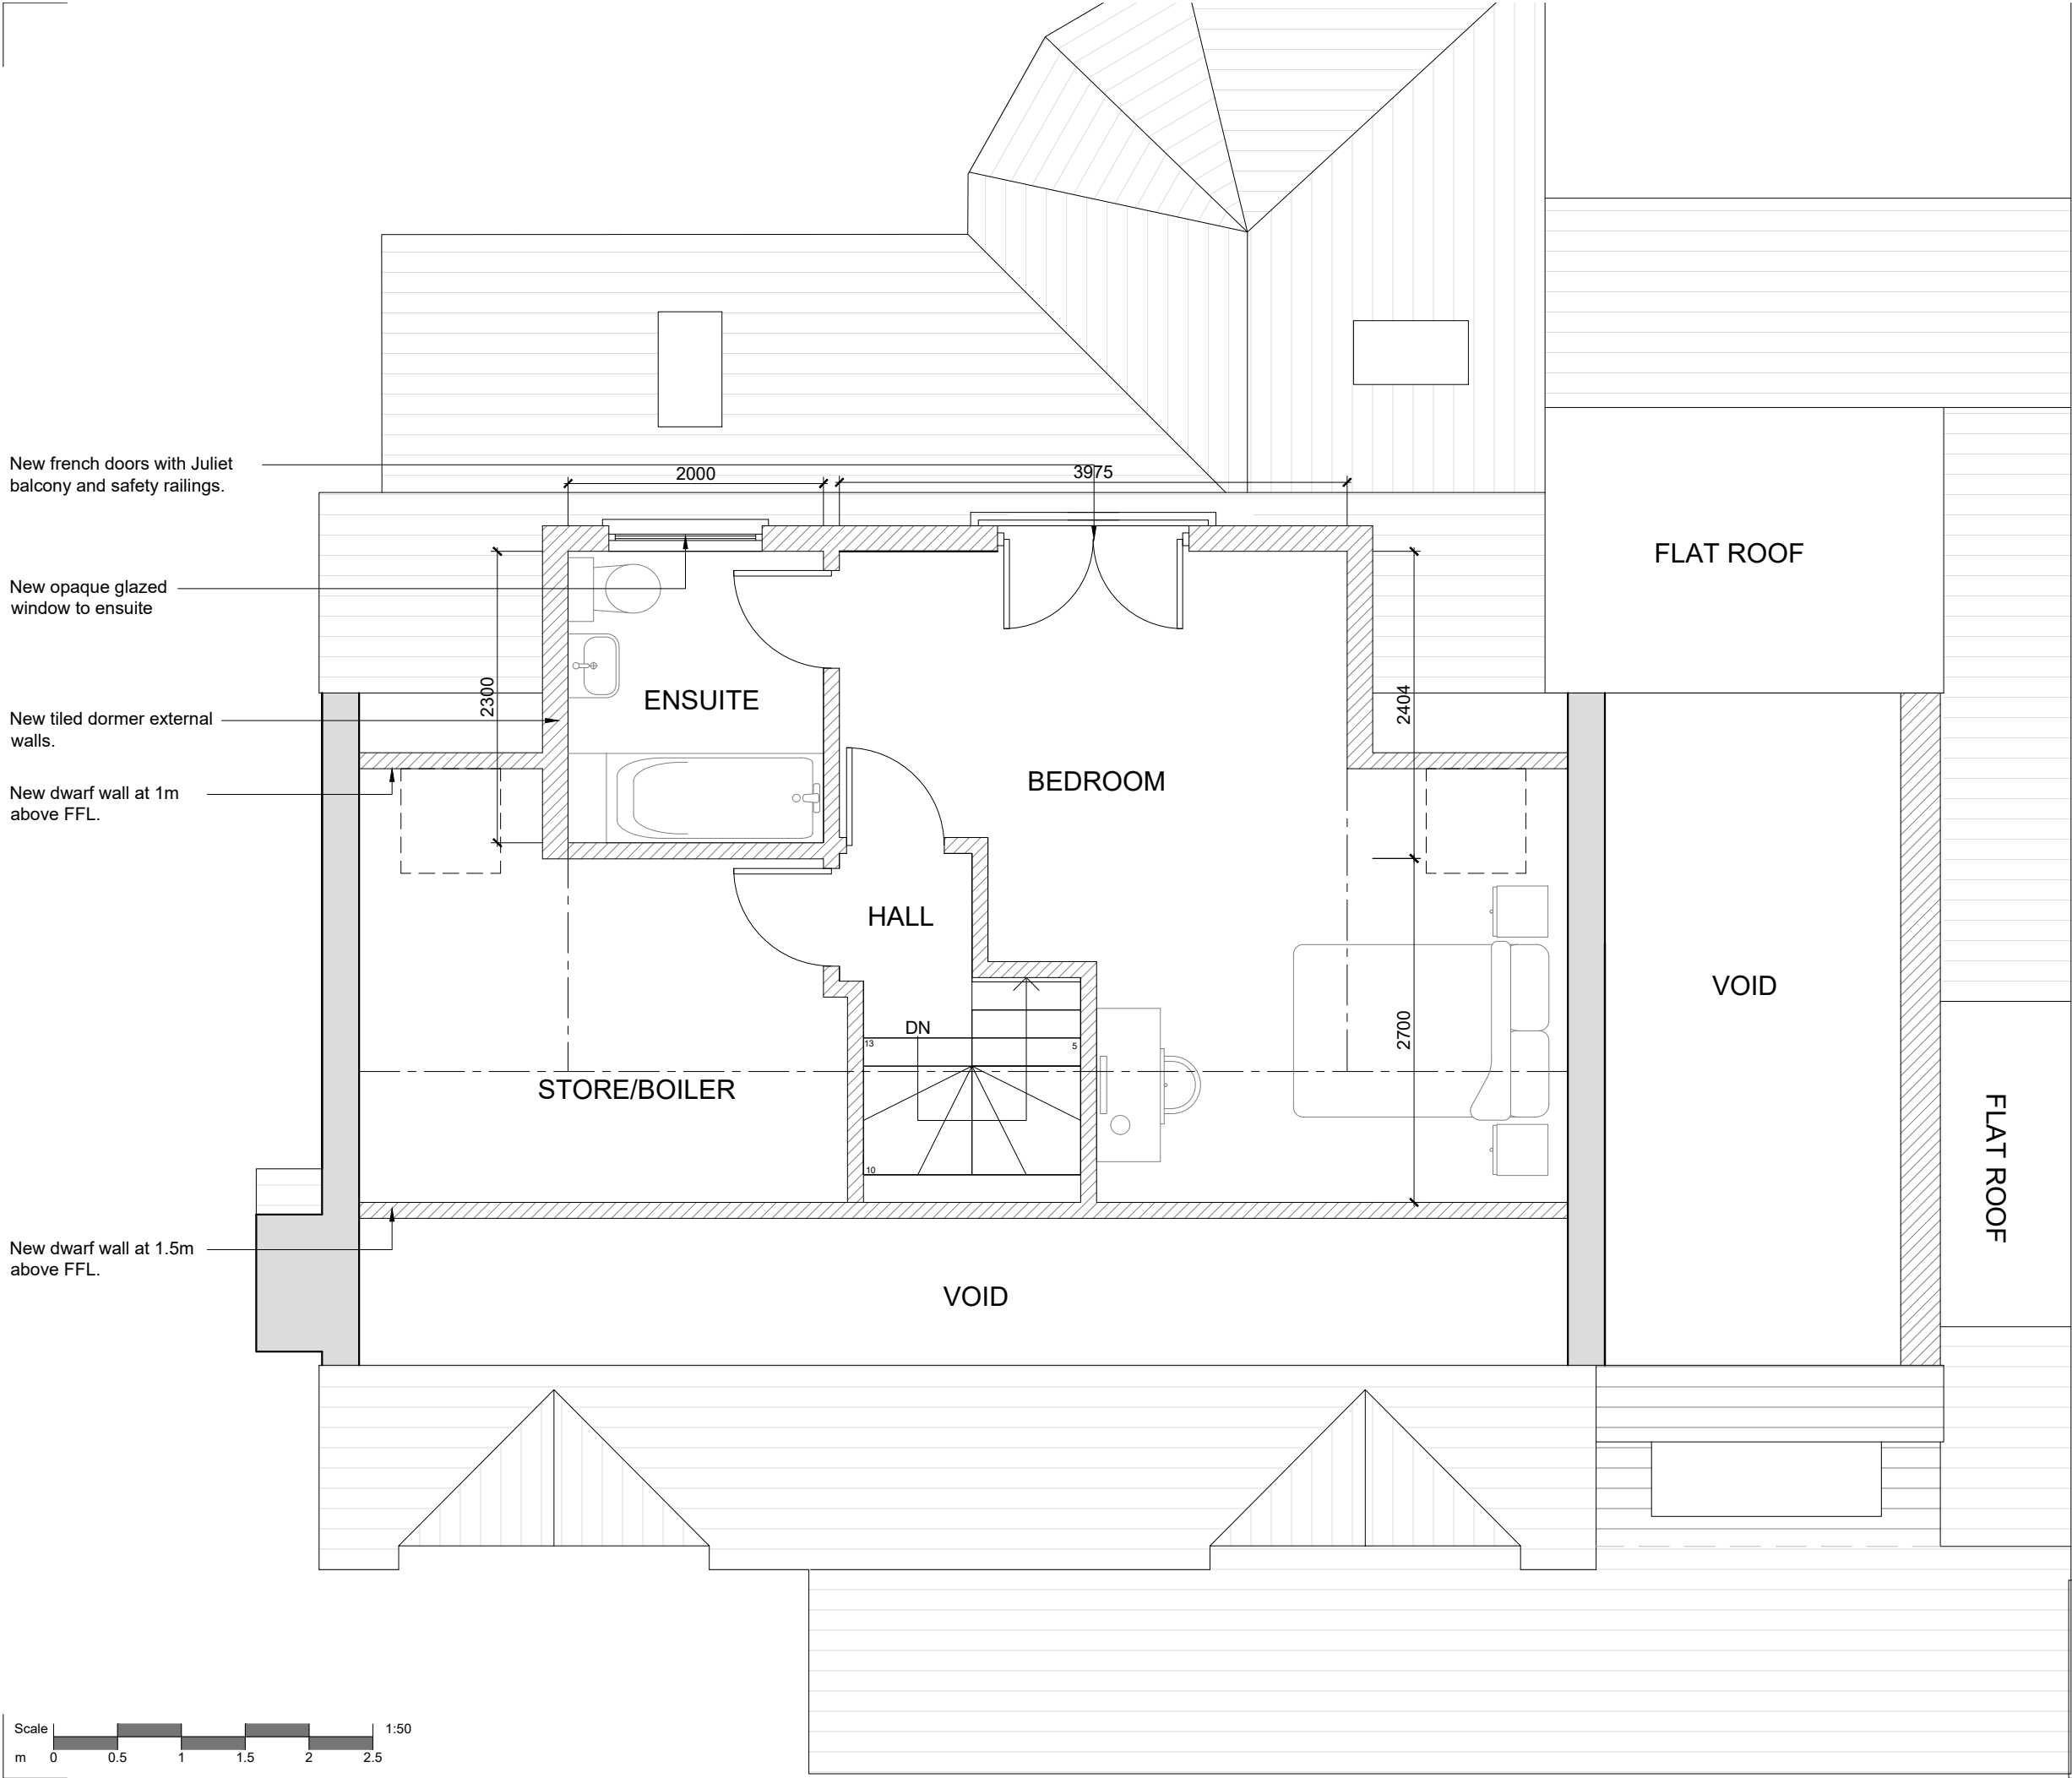 New french doors with Juliet
balcony and safety railings.
2000
3975
New opaque glazed
window to ensuite
FLAT ROOF
2300
ENSUITE
2404
New tiled dormer external
walls.
BEDROOM
New dwarf wall at 1m
above FFL.
HALL
VOID
DN
13
5
2700
STORE/BOILER
FLAT ROOF
10
New dwarf wall at 1.5m
above FFL.
VOID
Scale
1:50
m 0 0.5 1 1.5 2 2.5